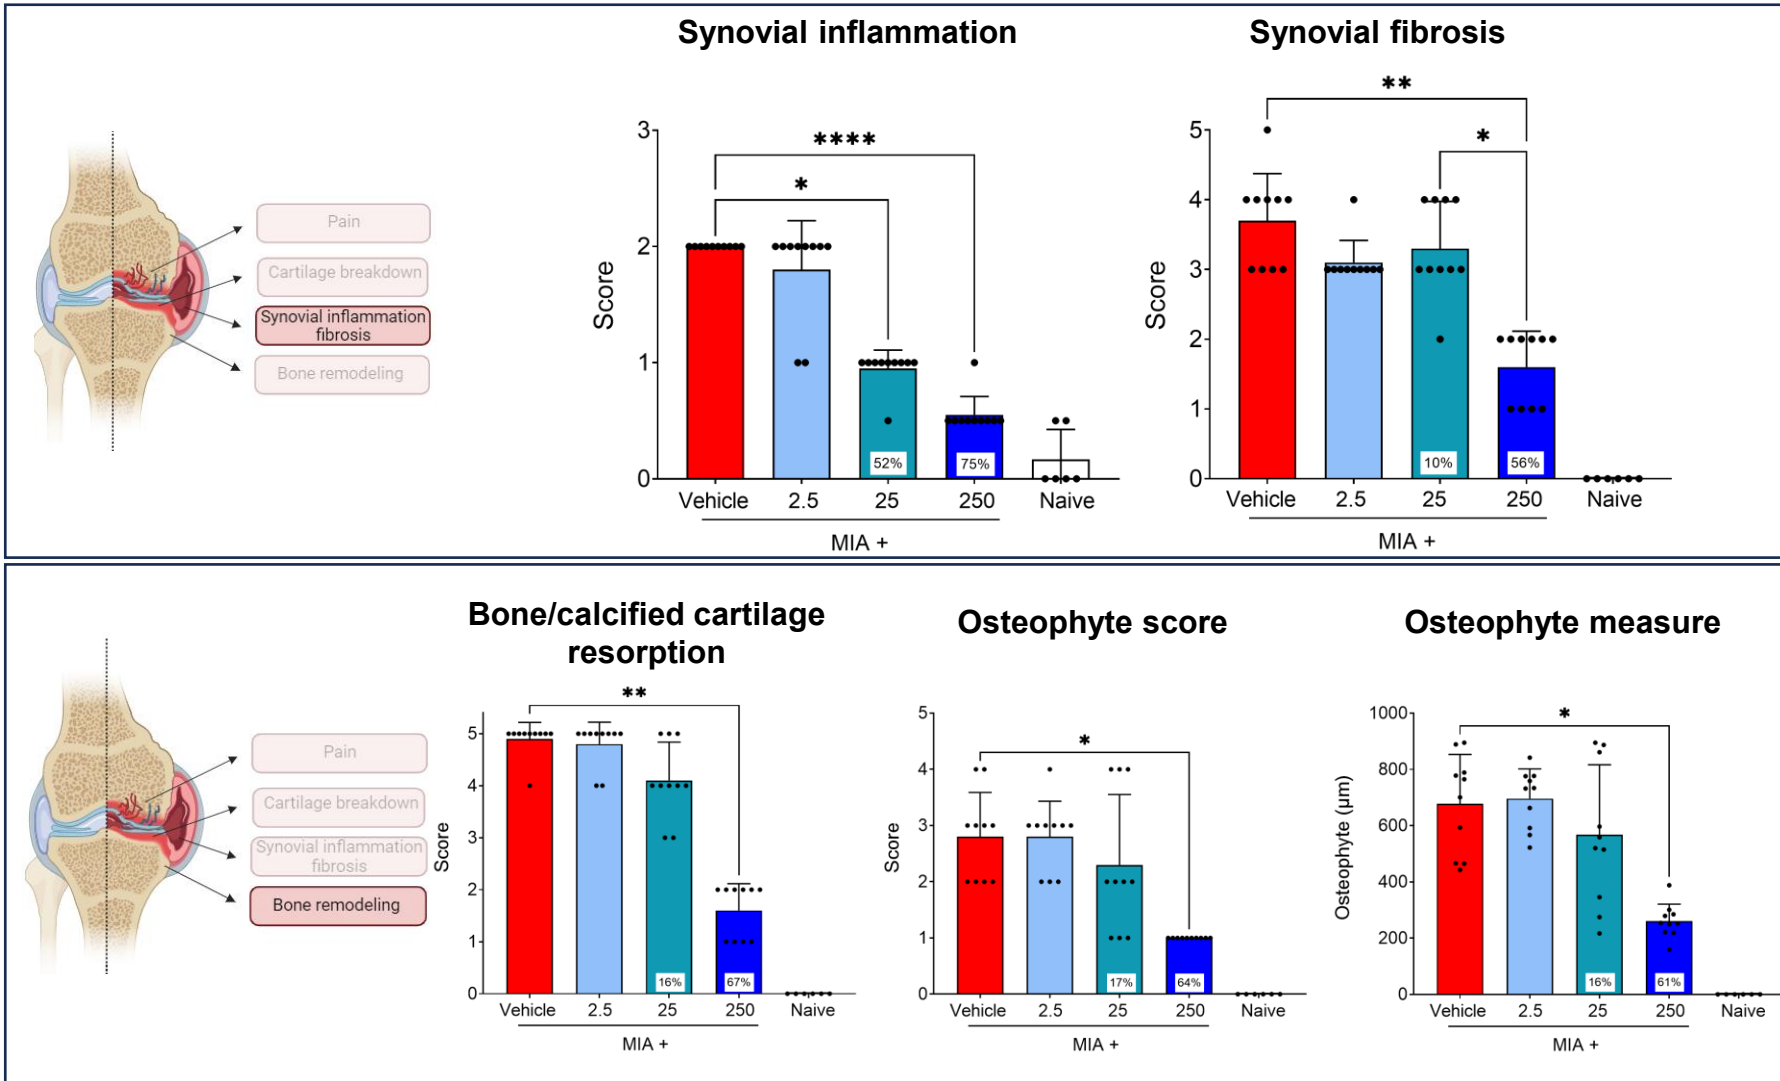 Synovial inflammation
Synovial fibrosis
Pain
Cartilage breakdown
Synovial inflammation
fibrosis
Bone remodeling
3
2
1
0
Score
****
*
52%
75%
Vehicle
2.5
25
250
Naive
MIA +
5
4
3
2
1
0
Score
**
*
10%
56%
Vehicle
2.5
25
250
Naive
MIA +
Bone/calcified cartilage
resorption
Osteophyte score
Osteophyte measure
Pain
Cartilage breakdown
Synovial inflammation
fibrosis
Bone remodeling
5
4
3
2
1
0
Score
**
16%
67%
Vehicle
2.5
25
250
Naive
MIA +
5
4
3
2
1
0
Score
*
17%
64%
Vehicle
2.5
25
250
Naive
MIA +
1000
800
600
400
200
0
Osteophyte (µm)
*
16%
61%
Vehicle
2.5
25
250
Naive
MIA +